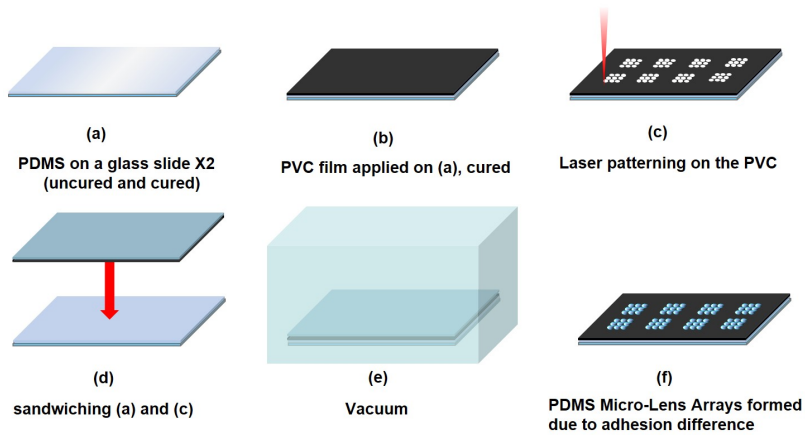 (a)
PDMS on a glass slide X2
(uncured and cured)
(b)
PVC film applied on (a), cured
(c)
Laser patterning on the PVC
(d)
sandwiching (a) and (c)
(e)
Vacuum
(f)
PDMS Micro-Lens Arrays formed
due to adhesion difference